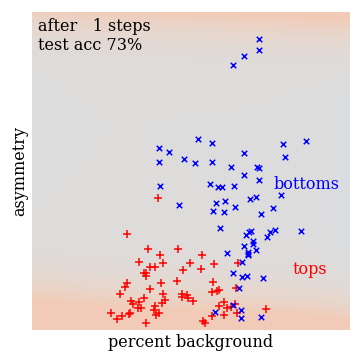 after 1 steps
test acc 73%
asymmetry
bottoms
tops
percent background